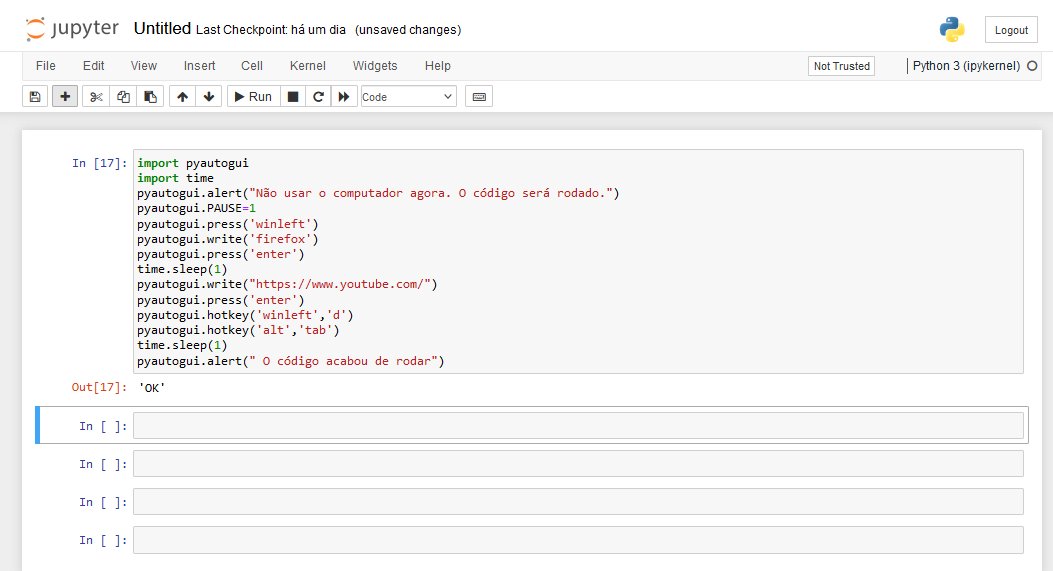 jupyter Untitled Last Checkpoint: há um dia (unsaved changes) Logout
File Edit View Insert Cell Kernel Widgets Help Not Trusted Python 3 (ipykernel)
Run Code
In [17]: import pyautogui
import time
pyautogui.alert("Não usar o computador agora. O código será rodado.")
pyautogui.PAUSE=1
pyautogui.press('winleft')
pyautogui.write('firefox')
pyautogui.press('enter')
time.sleep(1)
pyautogui.write("https://www.youtube.com/")
pyautogui.press('enter')
pyautogui.hotkey('winleft','d')
pyautogui.hotkey('alt','tab')
time.sleep(1)
pyautogui.alert(" O código acabou de rodar")
Out[17]: 'OK'
In [ ]:
In [ ]:
In [ ]:
In [ ]: